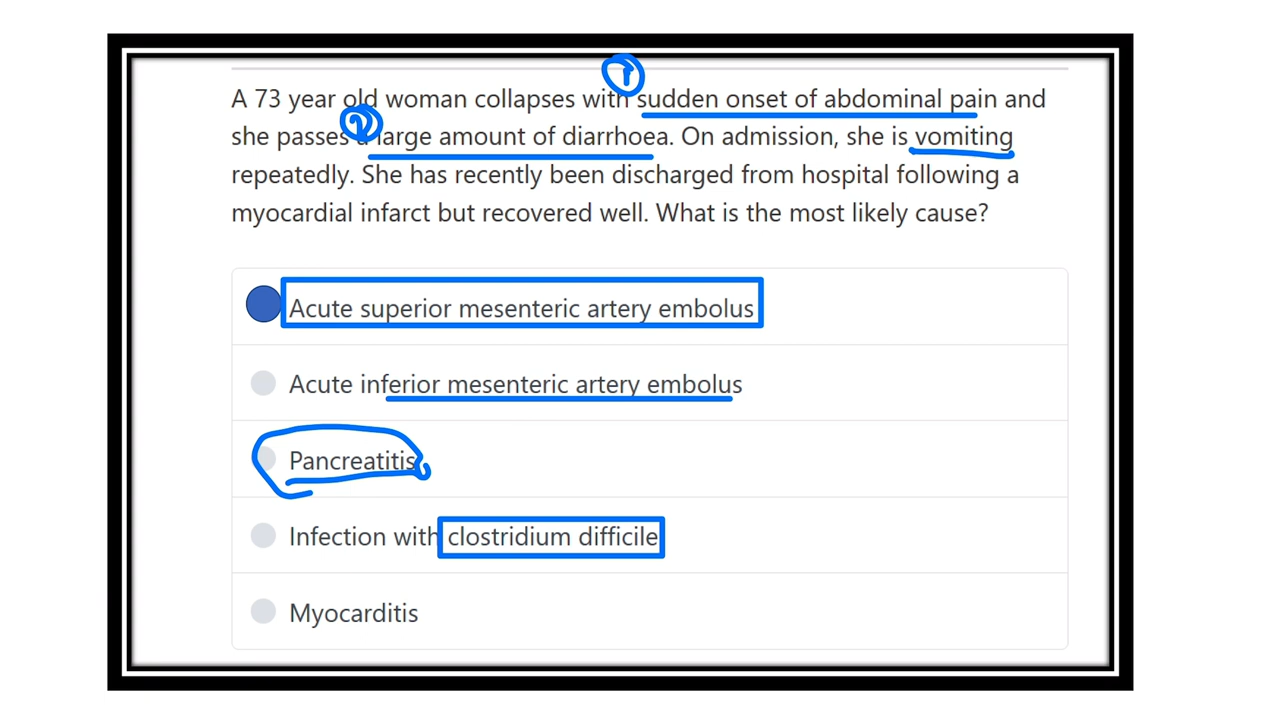 A 73 year old woman collapses with sudden onset of abdominal pain and
she passes a large amount of diarrhoea. On admission, she is vomiting
repeatedly. She has recently been discharged from hospital following a
myocardial infarct but recovered well. What is the most likely cause?
Acute superior mesenteric artery embolus
Acute inferior mesenteric artery embolus
Pancreatitis
Infection with clostridium difficile
Myocarditis